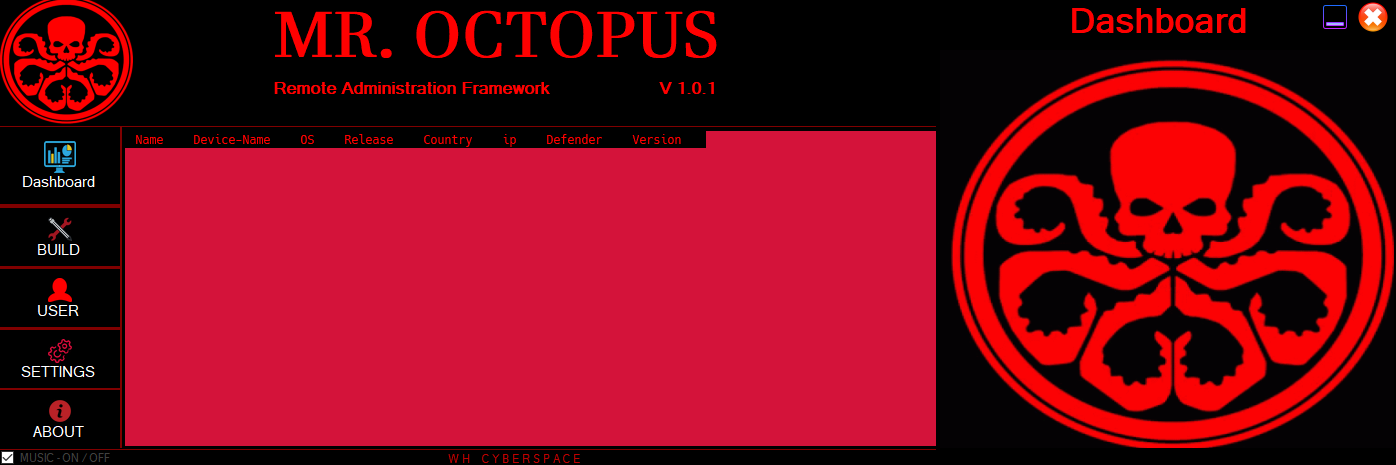 MR. OCTOPUS
Remote Administration Framework V 1.0.1
Dashboard
Name Device-Name OS Release Country ip Defender Version
Dashboard
BUILD
USER
SETTINGS
ABOUT
MUSIC - ON / OFF
WH CYBERSPACE